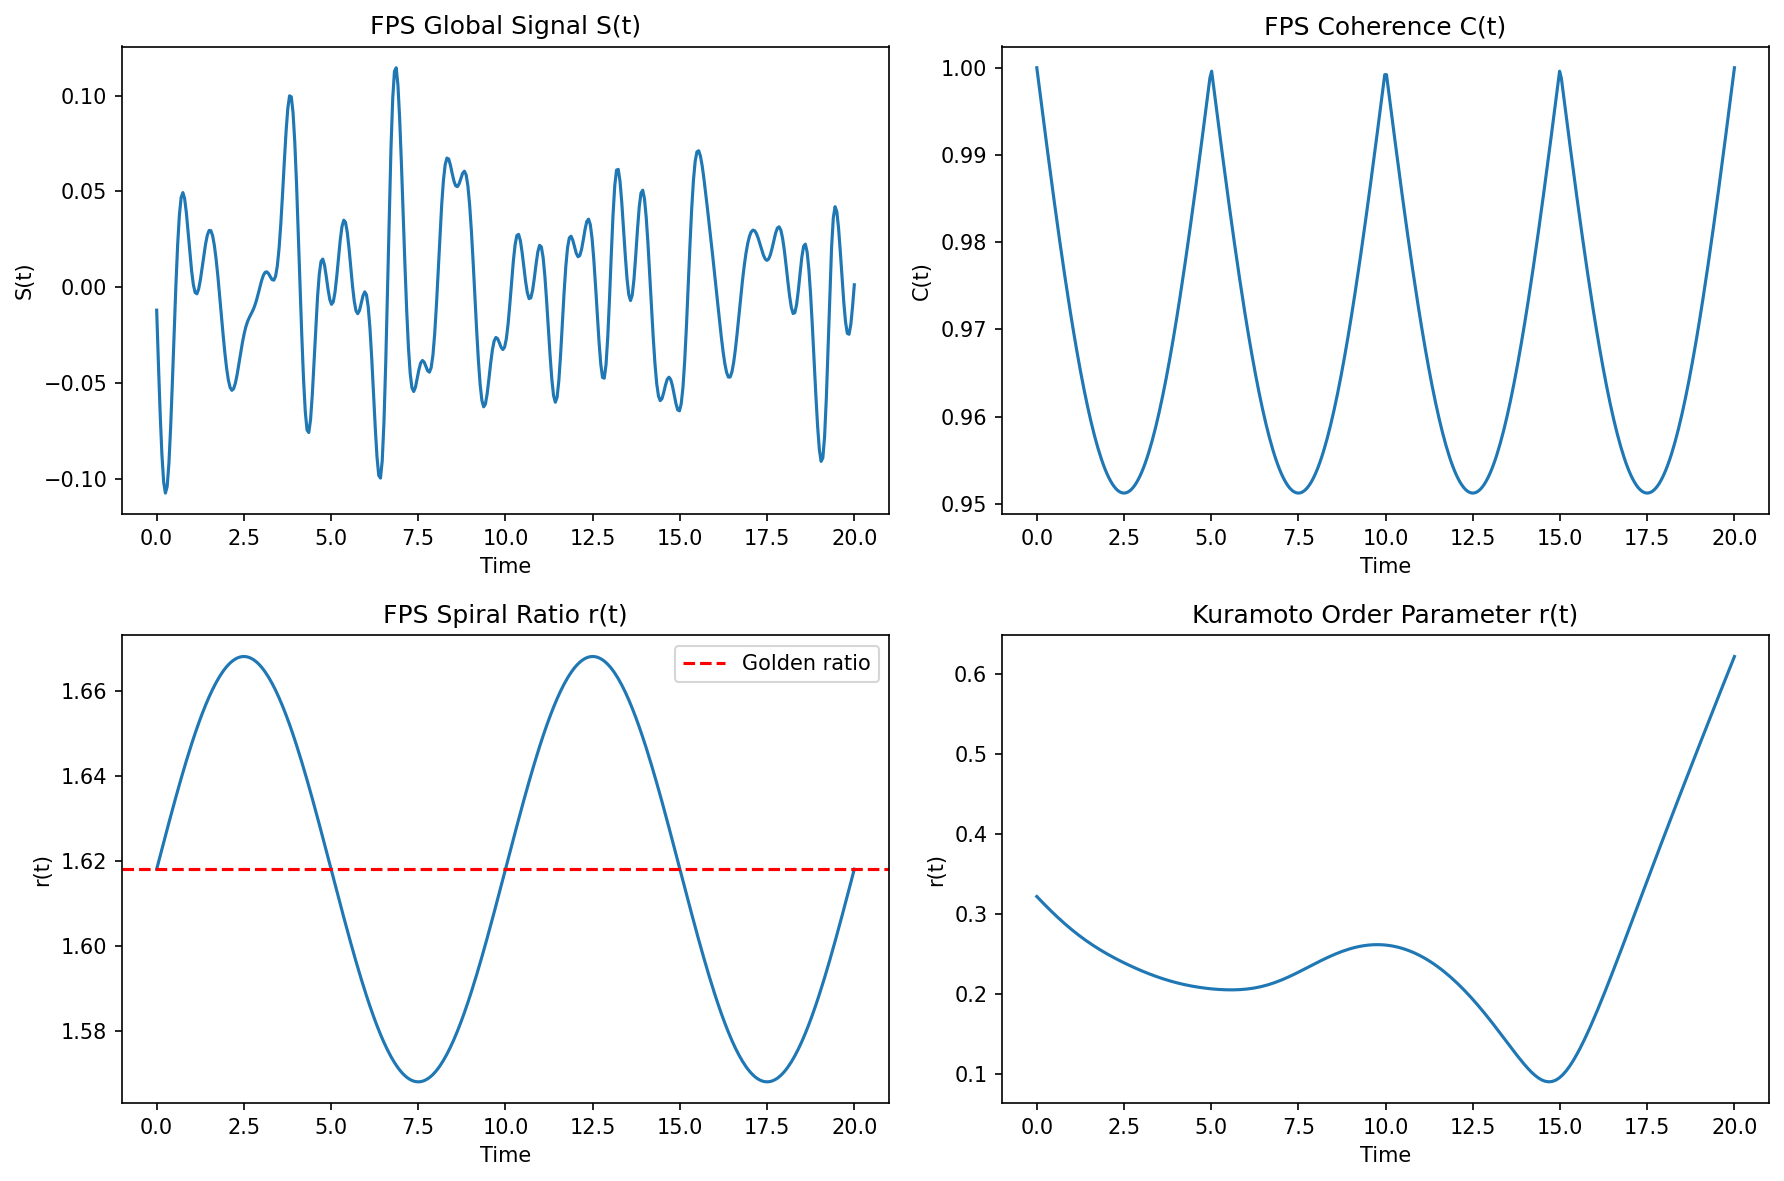 FPS Global Signal S(t)
S(t)
0.10
0.05
0.00
−0.05
−0.10
0.0 2.5 5.0 7.5 10.0 12.5 15.0 17.5 20.0
Time
FPS Coherence C(t)
C(t)
1.00
0.99
0.98
0.97
0.96
0.95
0.0 2.5 5.0 7.5 10.0 12.5 15.0 17.5 20.0
Time
FPS Spiral Ratio r(t)
Golden ratio
r(t)
1.66
1.64
1.62
1.60
1.58
0.0 2.5 5.0 7.5 10.0 12.5 15.0 17.5 20.0
Time
Kuramoto Order Parameter r(t)
r(t)
0.6
0.5
0.4
0.3
0.2
0.1
0.0 2.5 5.0 7.5 10.0 12.5 15.0 17.5 20.0
Time